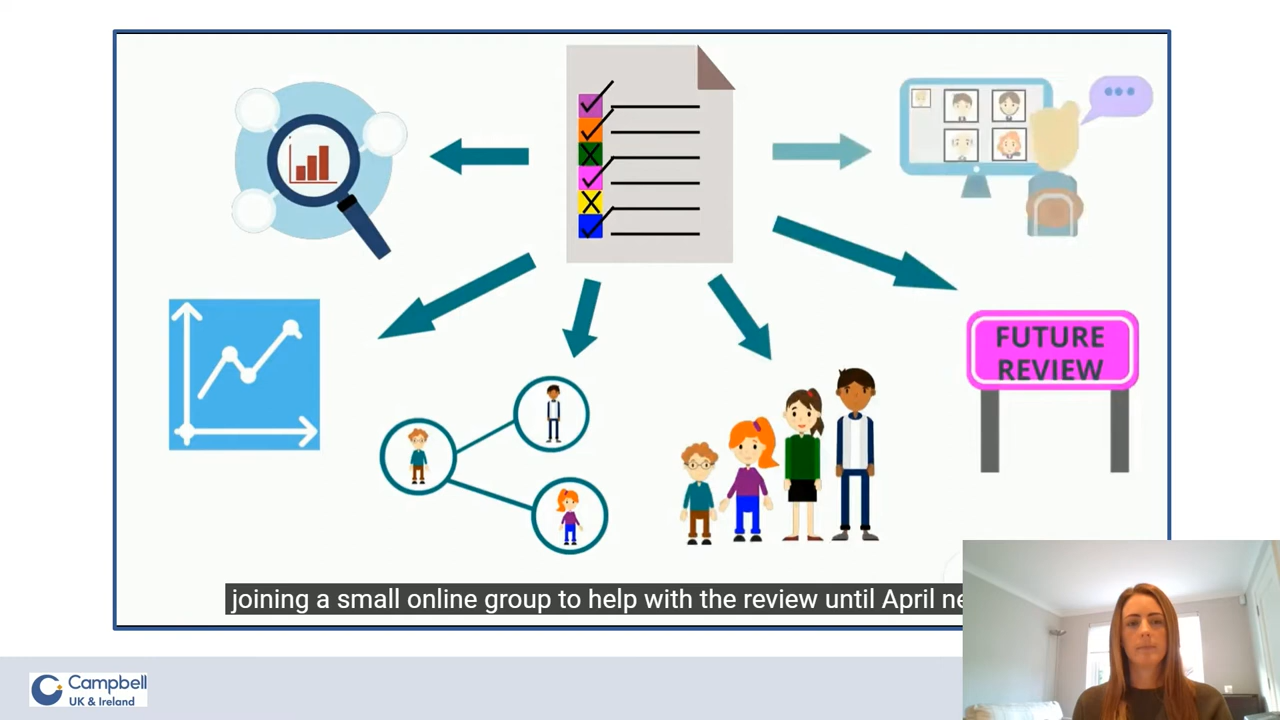 FUTURE
REVIEW
joining a small online group to help with the review until April ne
Campbell
UK & Ireland